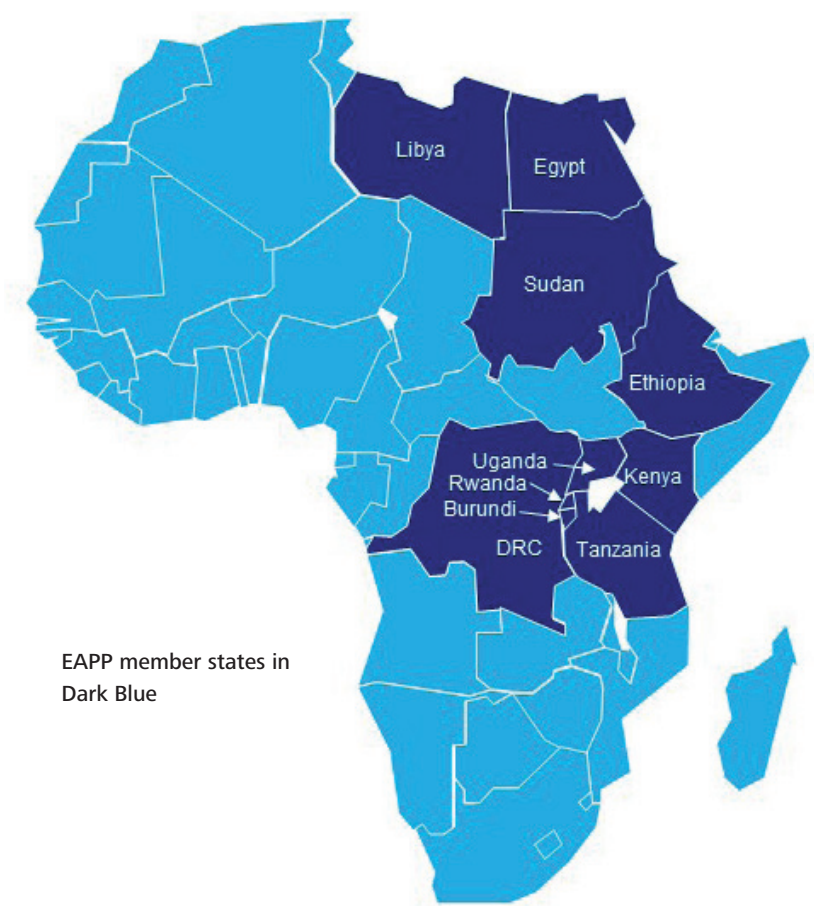 Libya
Egypt
Sudan
Ethiopia
Uganda
Kenya
Rwanda
Burundi
DRC
Tanzania
EAPP member states in
Dark Blue